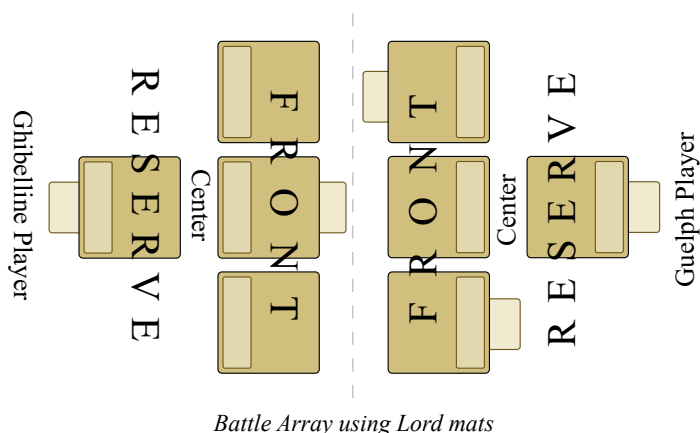 Ghibelline Player
RESERVE
Center
FRONT
FRONT
Center
RESERVE
Guelph Player
Battle Array using Lord mats